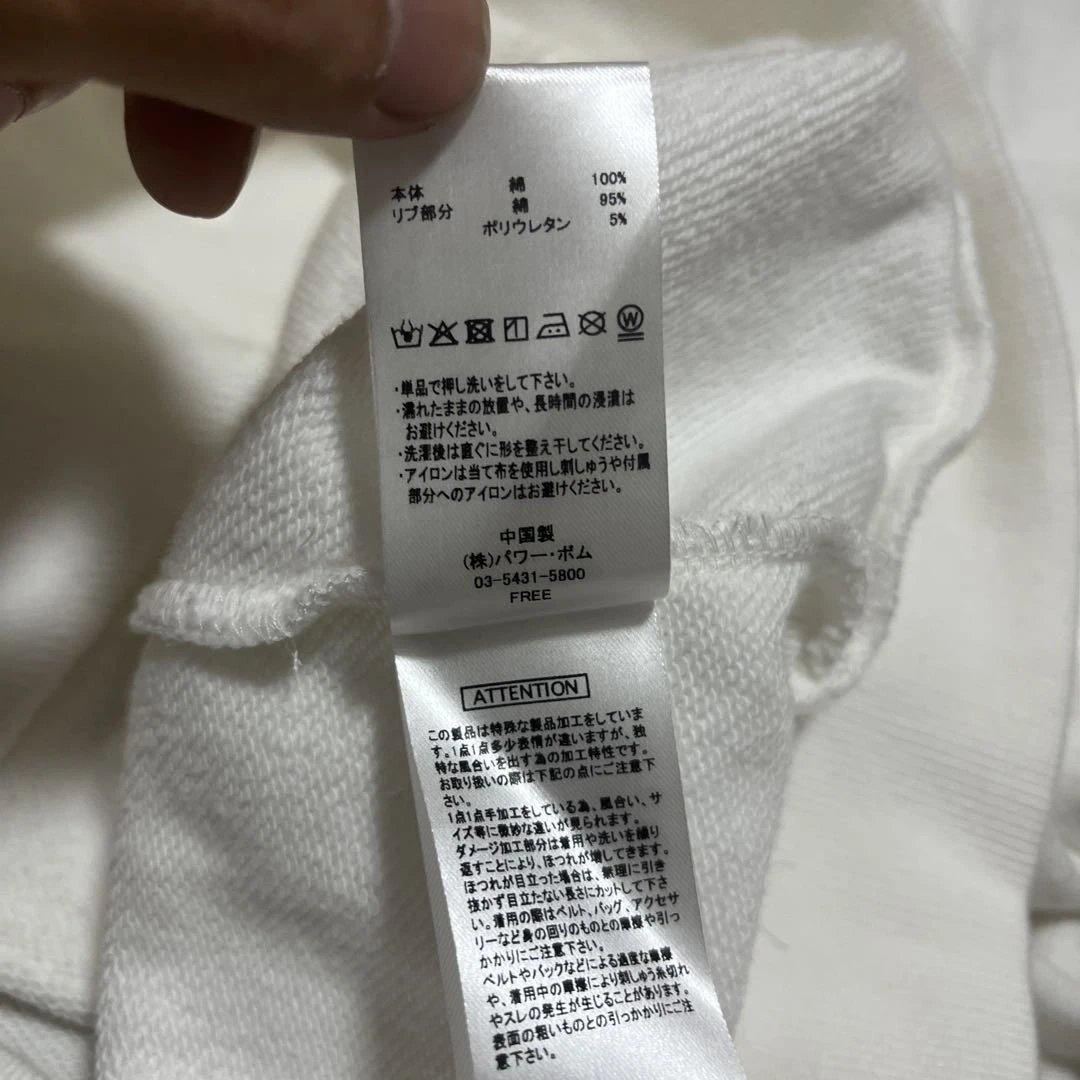 本体 綿 100%
リブ部分 綿 95%
ポリウレタン 5%
W
・単品で押し洗いをして下さい。
・濡れたままの放置や、長時間の浸漬は
お避けください。
・洗濯後は直ぐに形を整え干してください。
・アイロンは当て布を使用し刺しゅうや付属
部分へのアイロンはお避けください。
中国製
(株)パワー・ボム
03-5431-5800
FREE
ATTENTION
この製品は特殊な製品加工をしていま
す。1点1点多少表情が違いますが、独
特な風合いを出す為の加工特性です。
お取り扱いの際は下記の点にご注意下
さい。
1点1点手加工をしている為、風合い、サ
イズ等に微妙な違いが見られます。
ダメージ加工部分は着用や洗いを繰り
返すことにより、ほつれが増してきます。
ほつれが目立った場合は、無理に引き
抜かず目立たない長さにカットして下さ
い。着用の際はベルト、バッグ、アクセサ
リーなど身の回りのものとの摩擦や引っ
かかりにご注意下さい。
ベルトやバックなどによる過度な摩擦
や、着用中の摩擦により刺しゅう糸切れ
やスレの発生が生じることがあります。
表面の粗いものとの引っかかりにご注
意下さい。